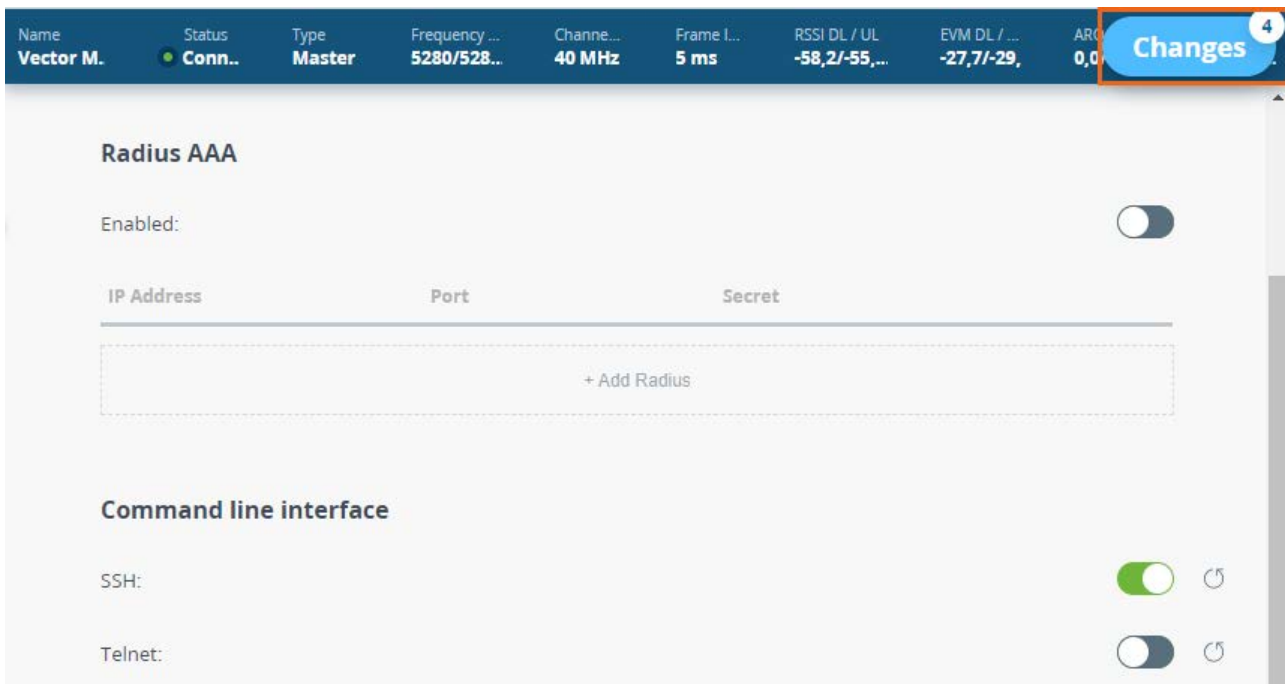 Name Status Type Frequency ... Channe... Frame l... RSSI DL / UL EVM DL / ... Changes 4
Vector M. Conn.. Master 5280/528... 40 MHz 5 ms -58,2/-55,... -27,7/-29, 0,0
Radius AAA
Enabled:
IP Address Port Secret
+ Add Radius
Command line interface
SSH:
Telnet: